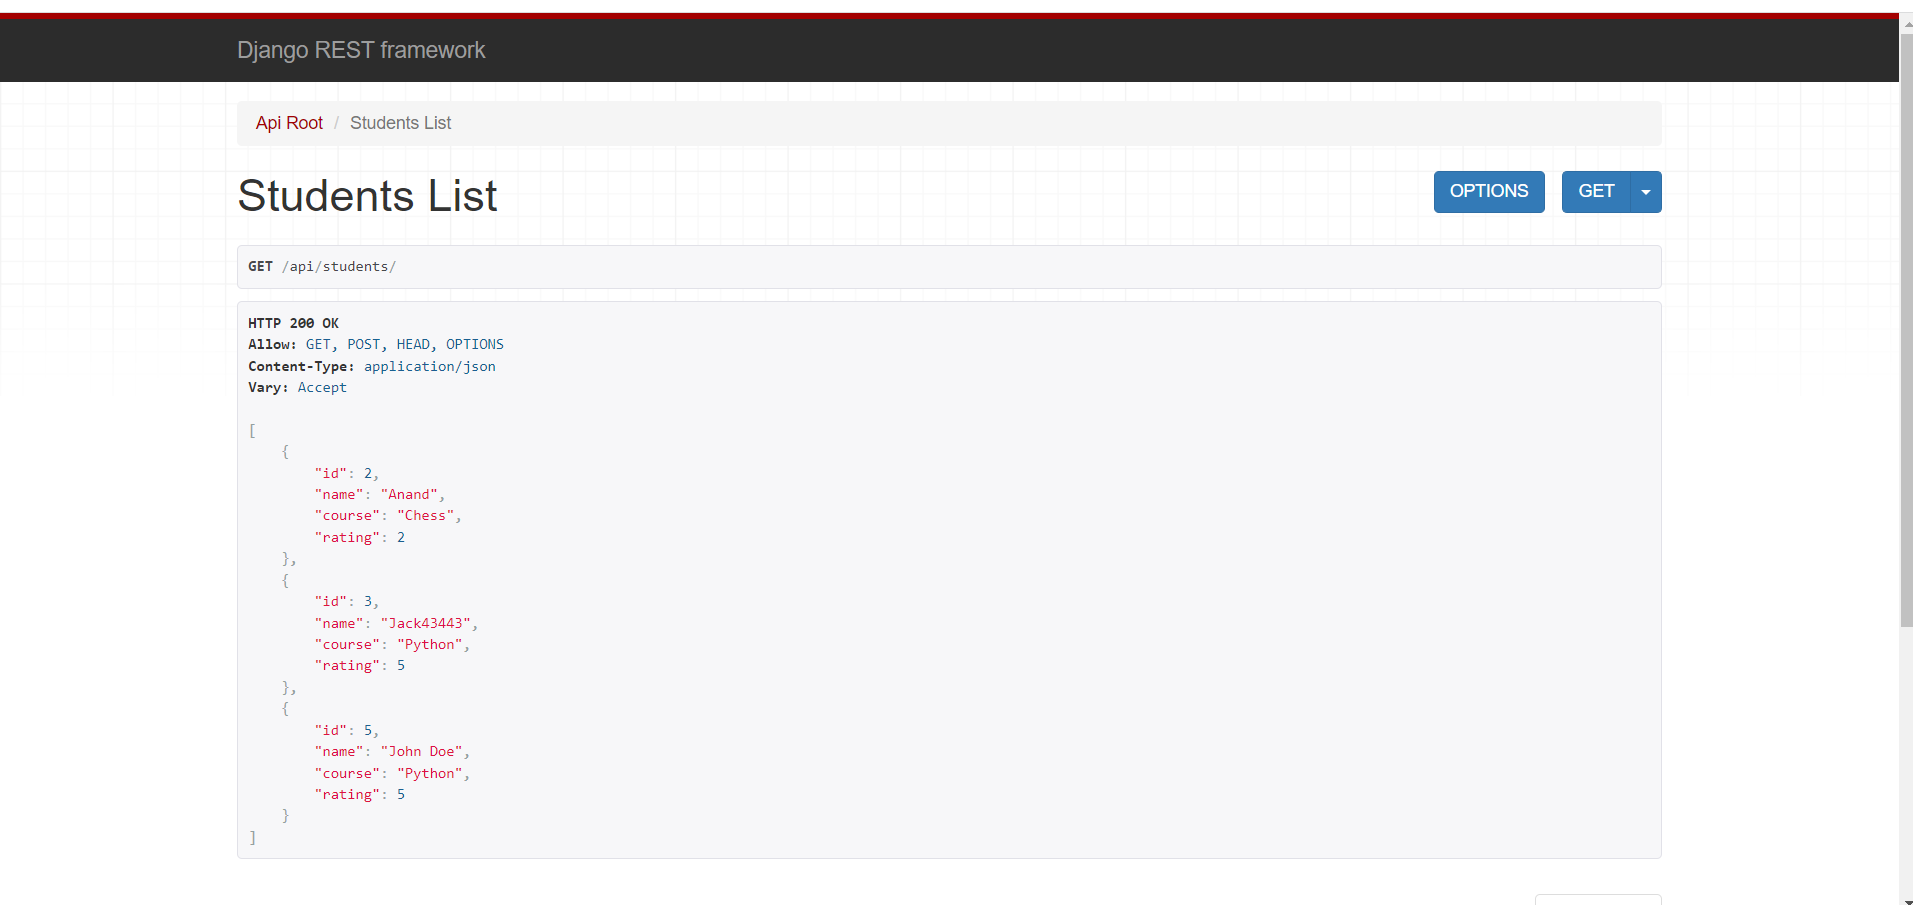 Django REST framework
Api Root / Students List
Students List
OPTIONS GET
GET /api/students/
HTTP 200 OK
Allow: GET, POST, HEAD, OPTIONS
Content-Type: application/json
Vary: Accept
[
    {
        "id": 2,
        "name": "Anand",
        "course": "Chess",
        "rating": 2
    },
    {
        "id": 3,
        "name": "Jack43443",
        "course": "Python",
        "rating": 5
    },
    {
        "id": 5,
        "name": "John Doe",
        "course": "Python",
        "rating": 5
    }
]